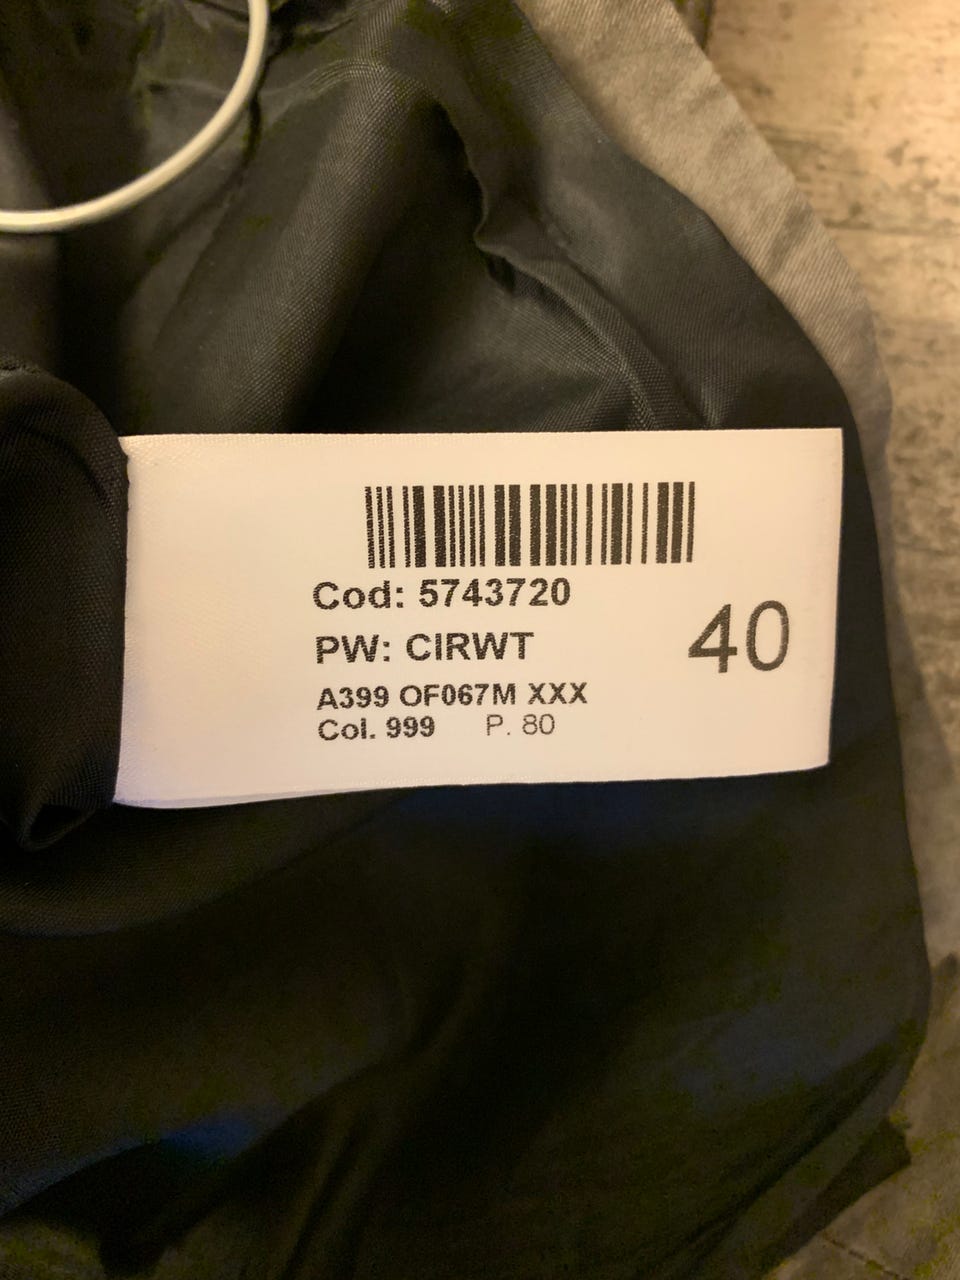 Cod: 5743720
PW: CIRWT
40
A399 OF067M XXX
Col. 999 P. 80